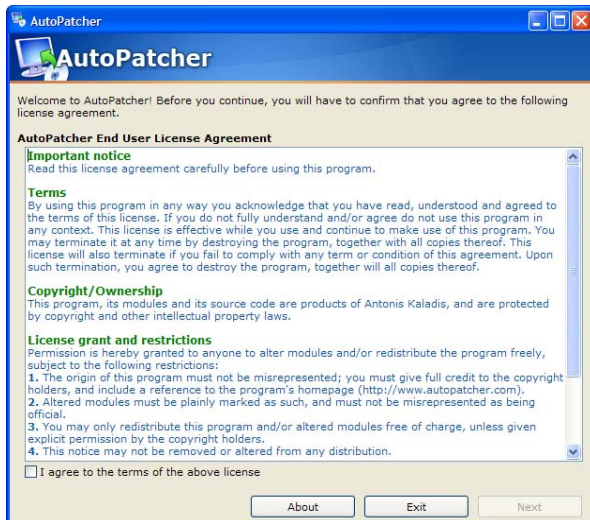 AutoPatcher
AutoPatcher
Welcome to AutoPatcher! Before you continue, you will have to confirm that you agree to the following
license agreement.
AutoPatcher End User License Agreement
Important notice
Read this license agreement carefully before using this program.
Terms
By using this program in any way you acknowledge that you have read, understood and agreed to
the terms of this license. If you do not fully understand and/or agree do not use this program in
any context. This license is effective while you use and continue to make use of this program. You
may terminate it at any time by destroying the program, together with all copies thereof. This
license will also terminate if you fail to comply with any term or condition of this agreement. Upon
such termination, you agree to destroy the program, together will all copies thereof.
Copyright/Ownership
This program, its modules and its source code are products of Antonis Kaladis, and are protected
by copyright and other intellectual property laws.
License grant and restrictions
Permission is hereby granted to anyone to alter modules and/or redistribute the program freely,
subject to the following restrictions:
1. The origin of this program must not be misrepresented; you must give full credit to the copyright
holders, and include a reference to the program's homepage (http://www.autopatcher.com).
2. Altered modules must be plainly marked as such, and must not be misrepresented as being
official.
3. You may only redistribute this program and/or altered modules free of charge, unless given
explicit permission by the copyright holders.
4. This notice may not be removed or altered from any distribution.
I agree to the terms of the above license
About
Exit
Next